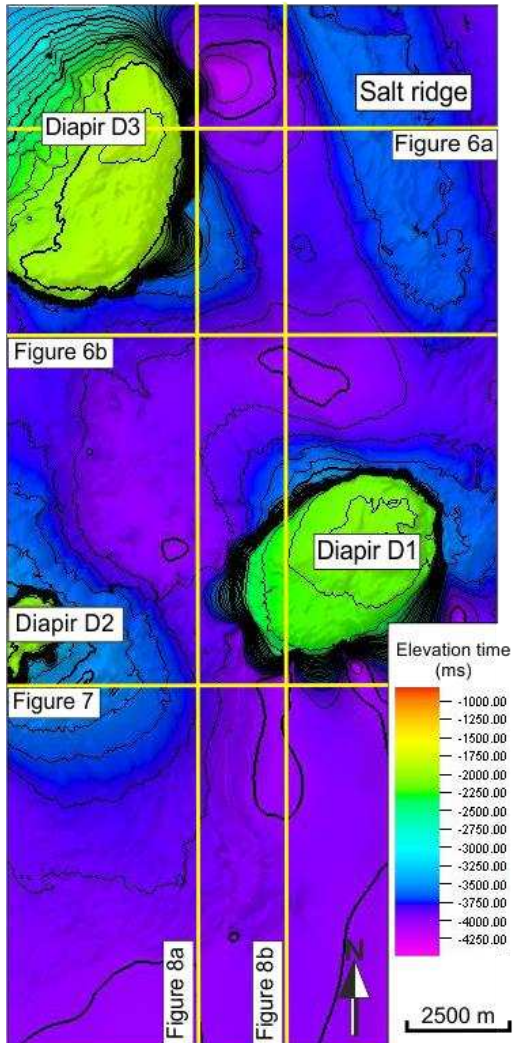 Salt ridge
Diapir D3
Figure 6a
Figure 6b
Diapir D1
Diapir D2
Elevation time
(ms)
Figure 7
-1000.00
-1250.00
-1500.00
-1750.00
-2000.00
-2250.00
-2500.00
-2750.00
-3000.00
-3250.00
-3500.00
-3750.00
-4000.00
-4250.00
Figure 8a
Figure 8b
N
2500 m